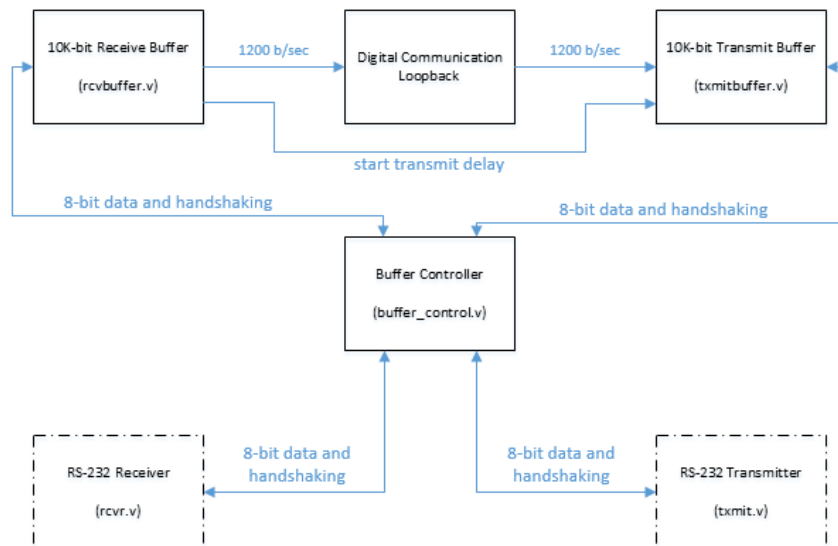 10K-bit Receive Buffer
(rcvbuffer.v)
1200 b/sec
Digital Communication
Loopback
1200 b/sec
10K-bit Transmit Buffer
(txmitbuffer.v)
start transmit delay
8-bit data and handshaking
8-bit data and handshaking
Buffer Controller
(buffer_control.v)
RS-232 Receiver
(rcvr.v)
8-bit data and
handshaking
8-bit data and
handshaking
RS-232 Transmitter
(txmit.v)